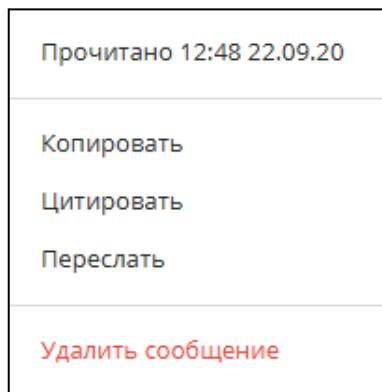 Прочитано 12:48 22.09.20
Копировать
Цитировать
Переслать
Удалить сообщение